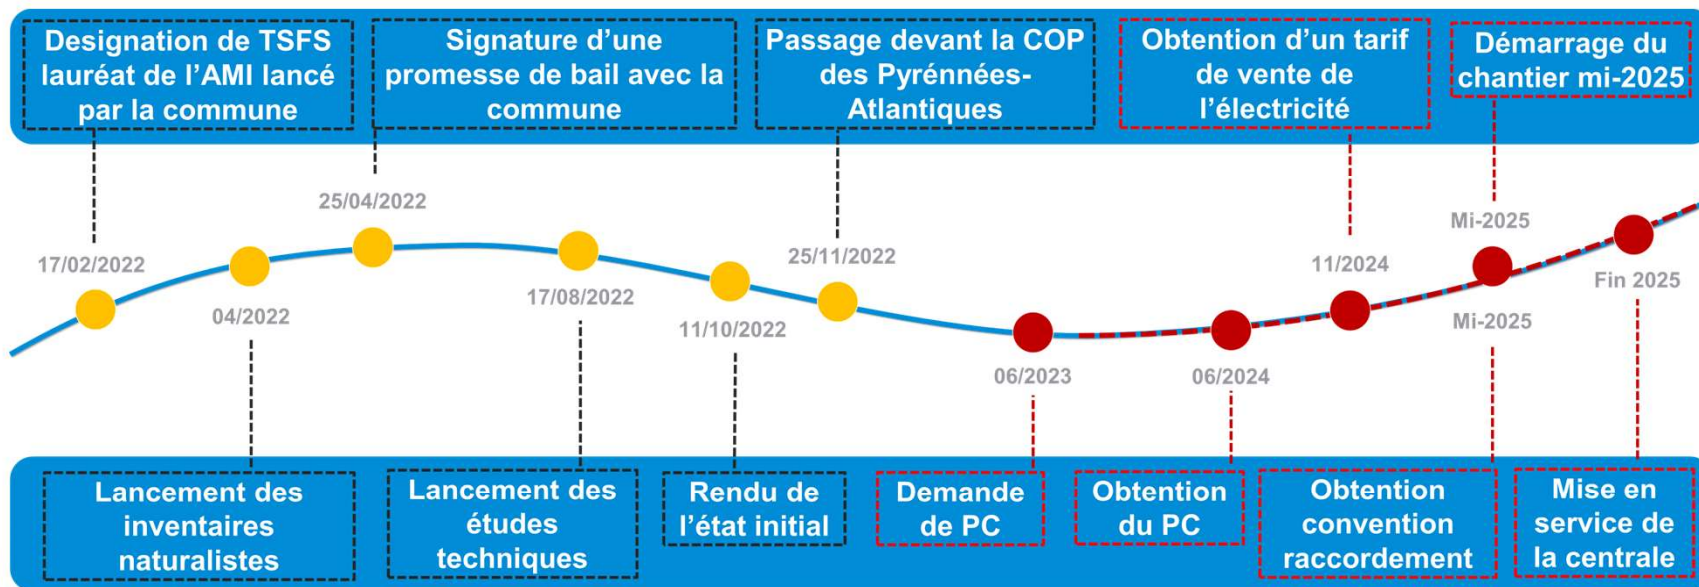 Designation de TSFS
lauréat de l'AMI lancé
par la commune
Signature d'une
promesse de bail avec la
commune
Passage devant la COP
des Pyrénnées-
Atlantiques
Obtention d'un tarif
de vente de
l'électricité
Démarrage du
chantier mi-2025
17/02/2022
04/2022
25/04/2022
17/08/2022
11/10/2022
25/11/2022
06/2023
06/2024
11/2024
Mi-2025
Mi-2025
Fin 2025
Lancement des
inventaires
naturalistes
Lancement des
études
techniques
Rendu de
l'état initial
Demande
de PC
Obtention
du PC
Obtention
convention
raccordement
Mise en
service de
la centrale